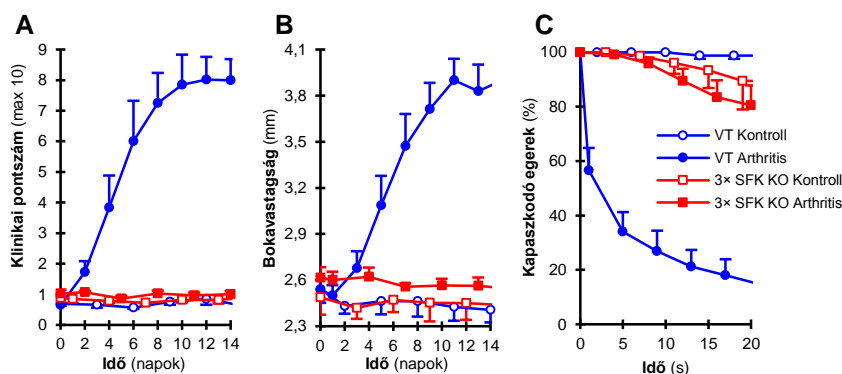 A
Klinikai pontszám (max 10)
9
8
7
6
5
4
3
2
1
0
0 2 4 6 8 10 12 14
Idő (napok)
B
Bokavastagság (mm)
4,1
3,8
3,5
3,2
2,9
2,6
2,3
0 2 4 6 8 10 12 14
Idő (napok)
C
Kapaszkodó egerek (%)
100
80
60
40
20
0
0 5 10 15 20
Idő (s)
VT Kontroll
VT Arthritis
3× SFK KO Kontroll
3× SFK KO Arthritis